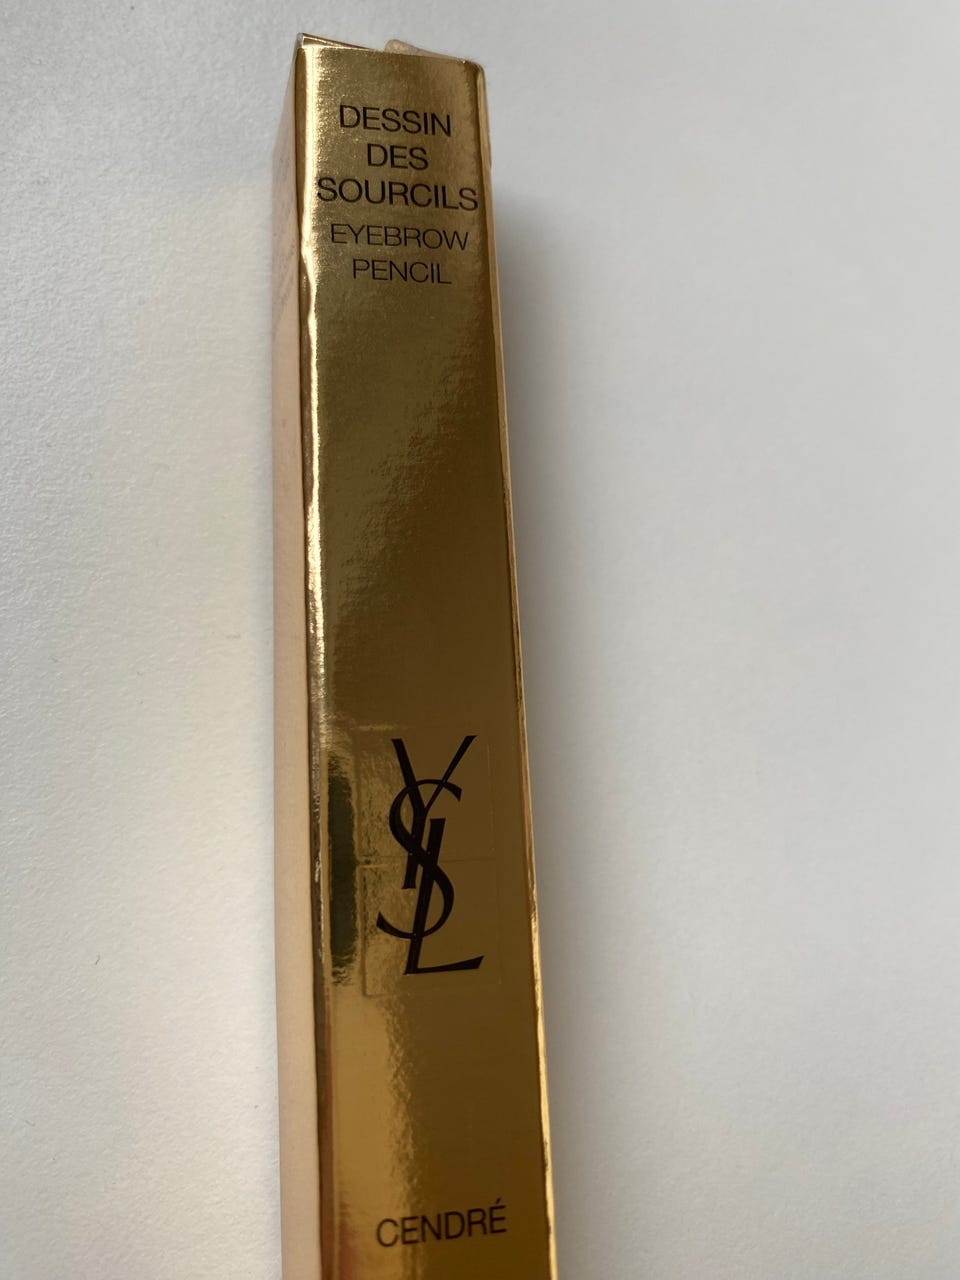 DESSIN
DES
SOURCILS
EYEBROW
PENCIL
YSL
CENDRÉ